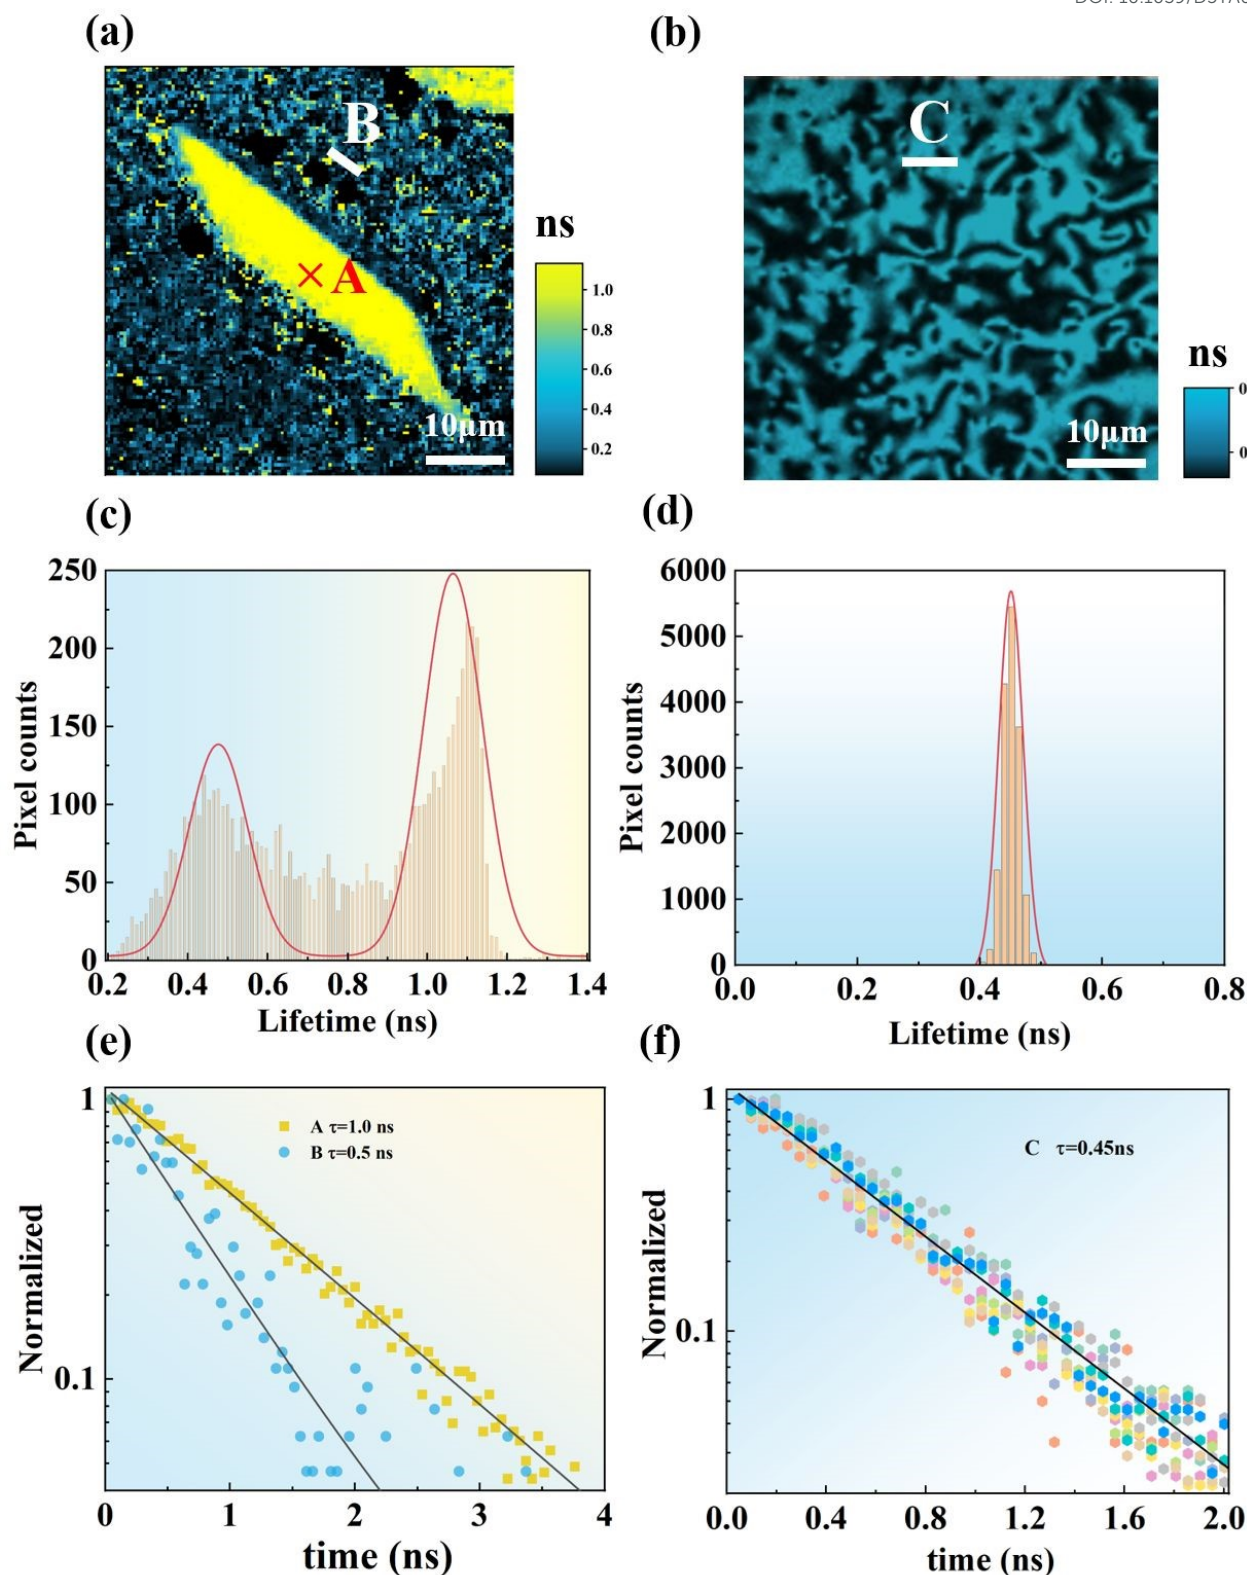 (a)
(b)
B
A
10μm
ns
1.0
0.8
0.6
0.4
0.2
C
10μm
ns
0
0
(c)
(d)
250
200
150
100
50
0
Pixel counts
0.2 0.4 0.6 0.8 1.0 1.2 1.4
Lifetime (ns)
6000
5000
4000
3000
2000
1000
0
Pixel counts
0.0 0.2 0.4 0.6 0.8
Lifetime (ns)
(e)
(f)
1
0.1
Normalized
A τ=1.0 ns
B τ=0.5 ns
0 1 2 3 4
time (ns)
1
0.1
Normalized
C τ=0.45ns
0.0 0.4 0.8 1.2 1.6 2.0
time (ns)